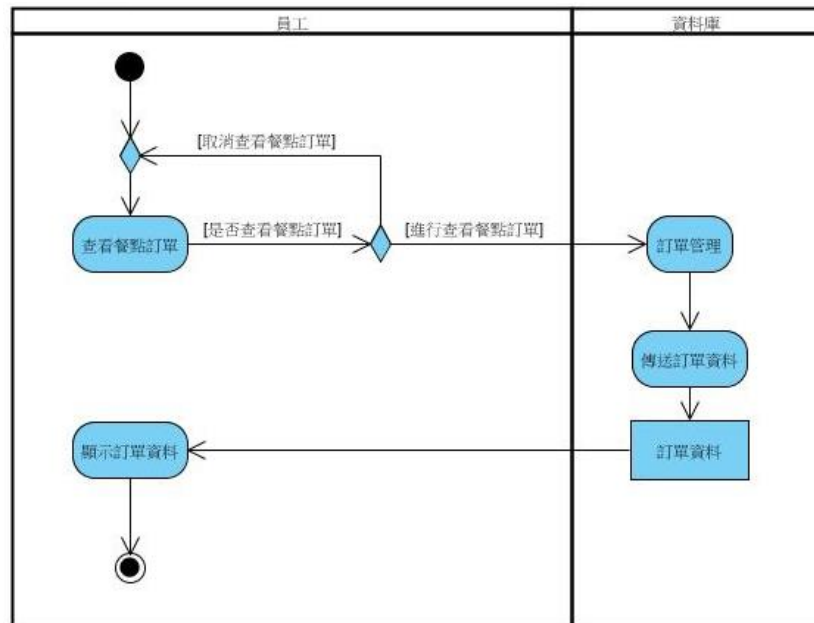 員工
資料庫
[取消查看餐點訂單]
查看餐點訂單
[是否查看餐點訂單]
[進行查看餐點訂單]
訂單管理
傳送訂單資料
顯示訂單資料
訂單資料